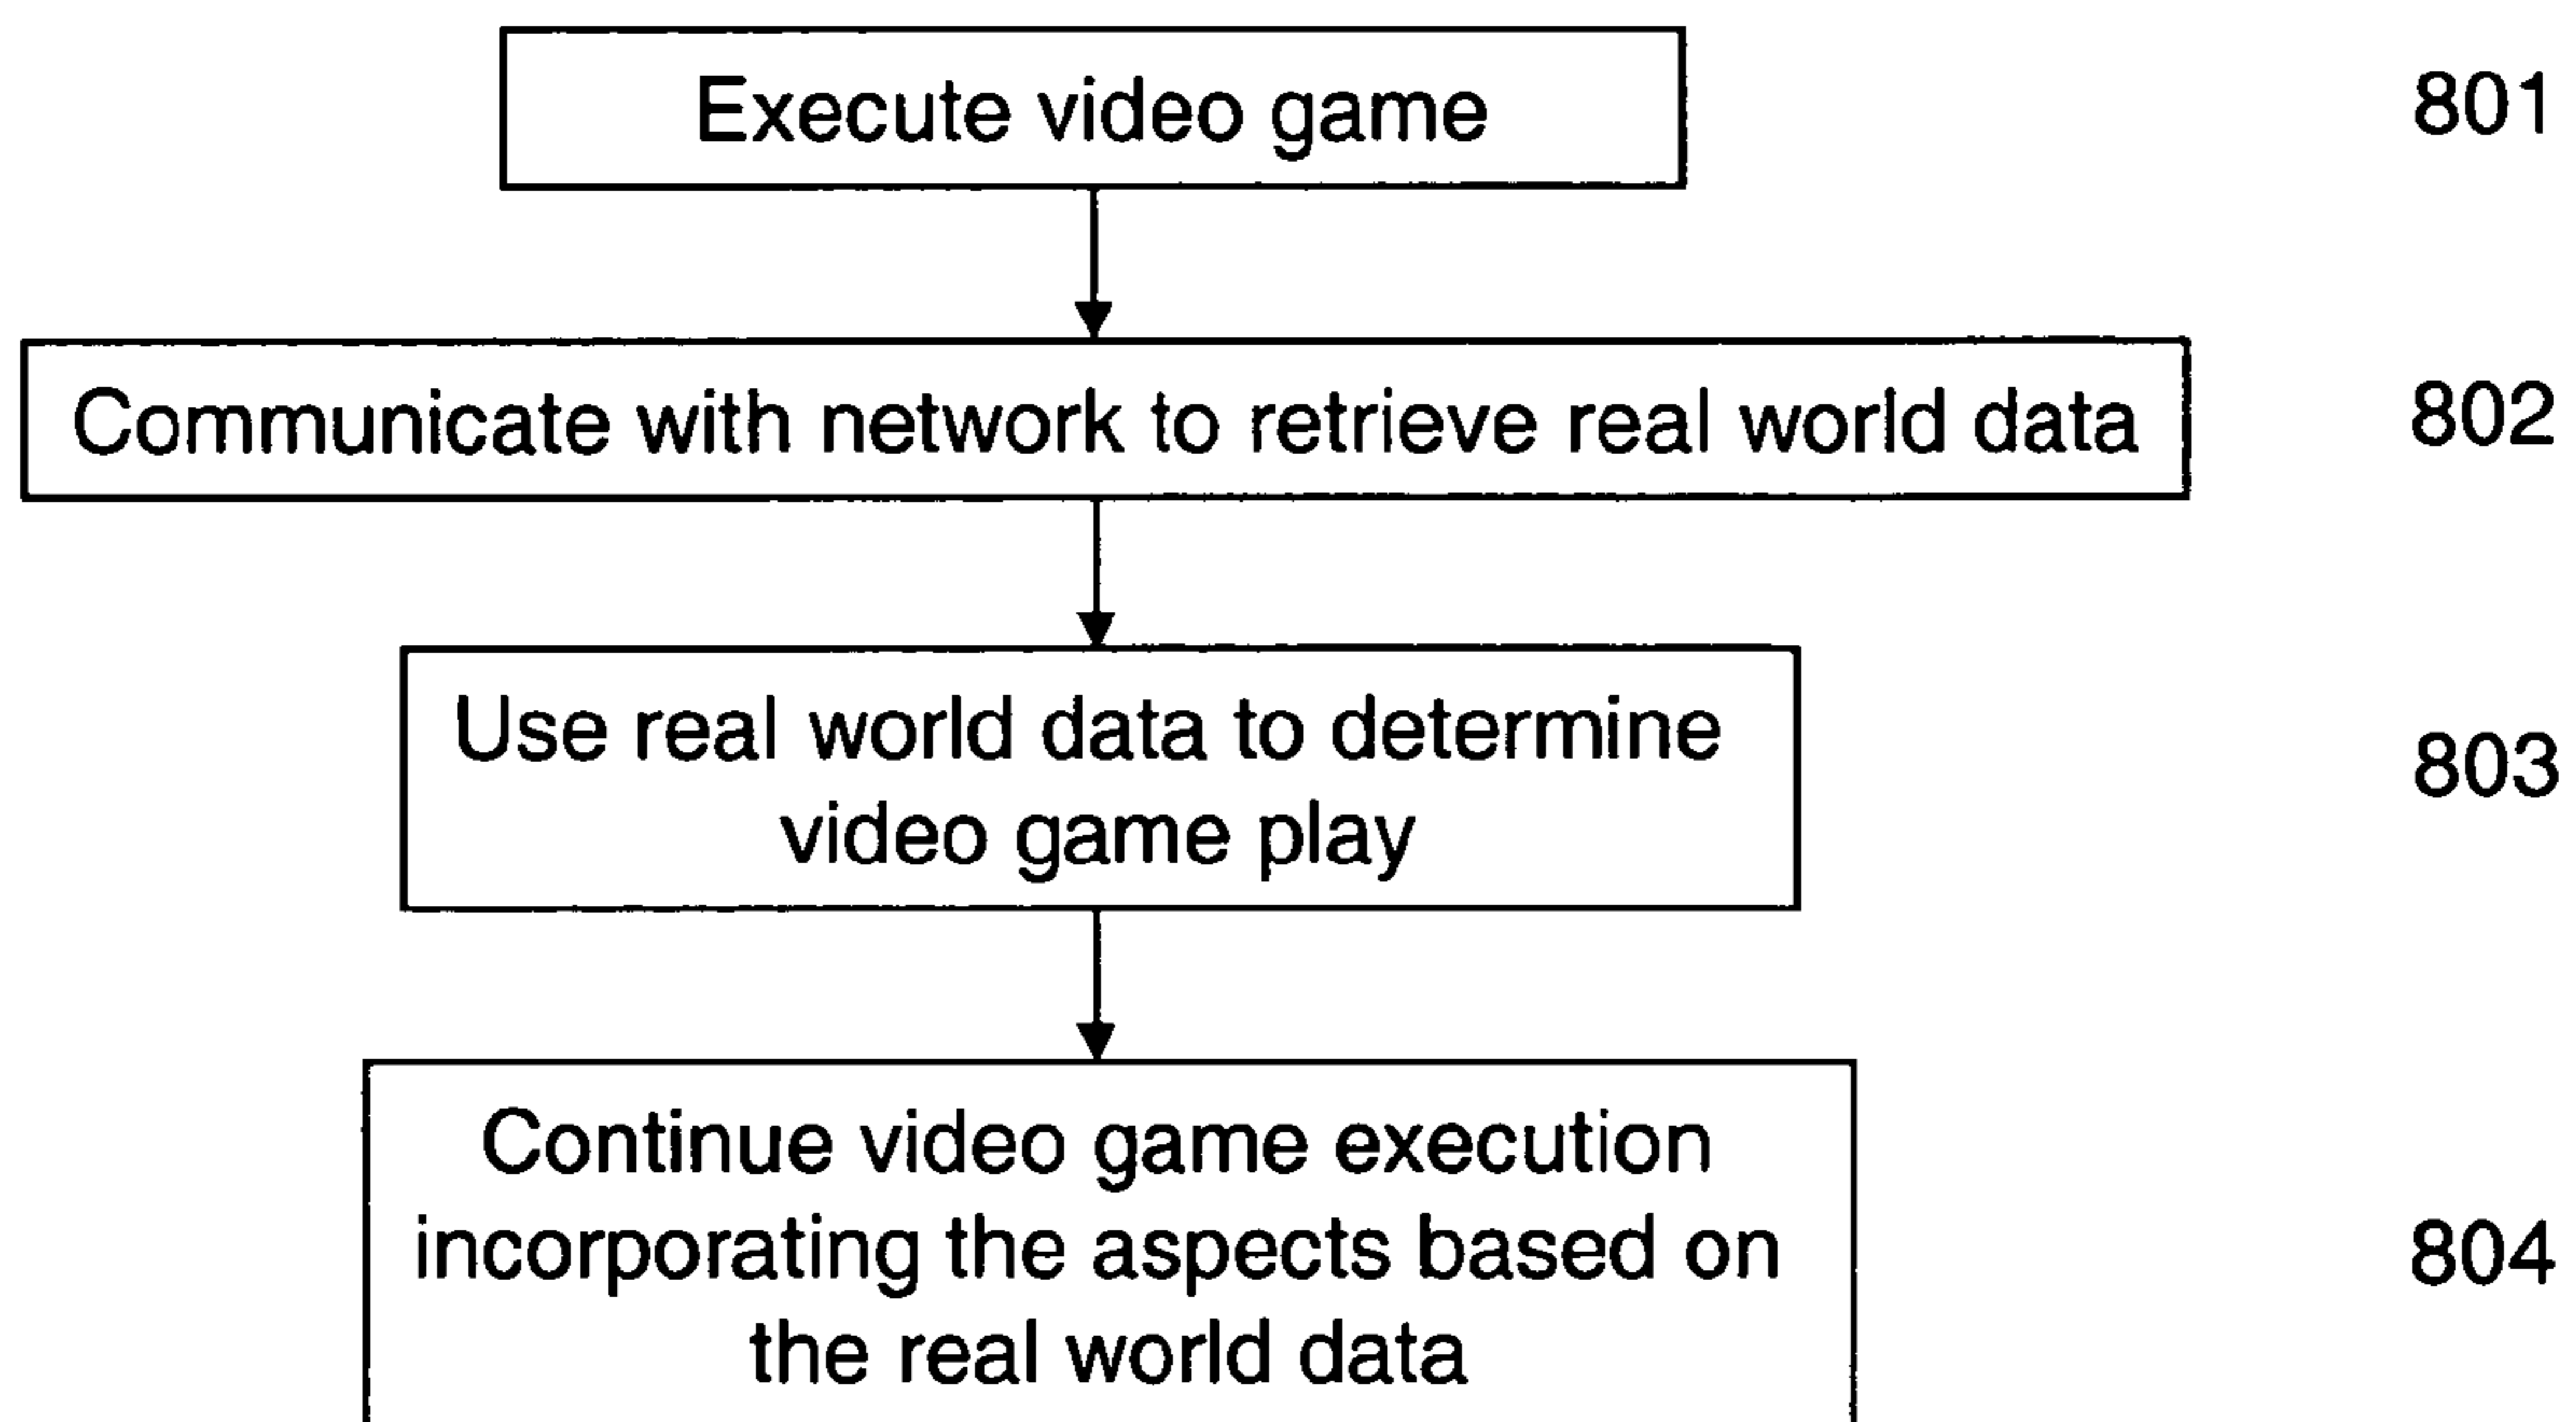 Execute video game
801
Communicate with network to retrieve real world data
802
Use real world data to determine
video game play
803
Continue video game execution
incorporating the aspects based on
the real world data
804